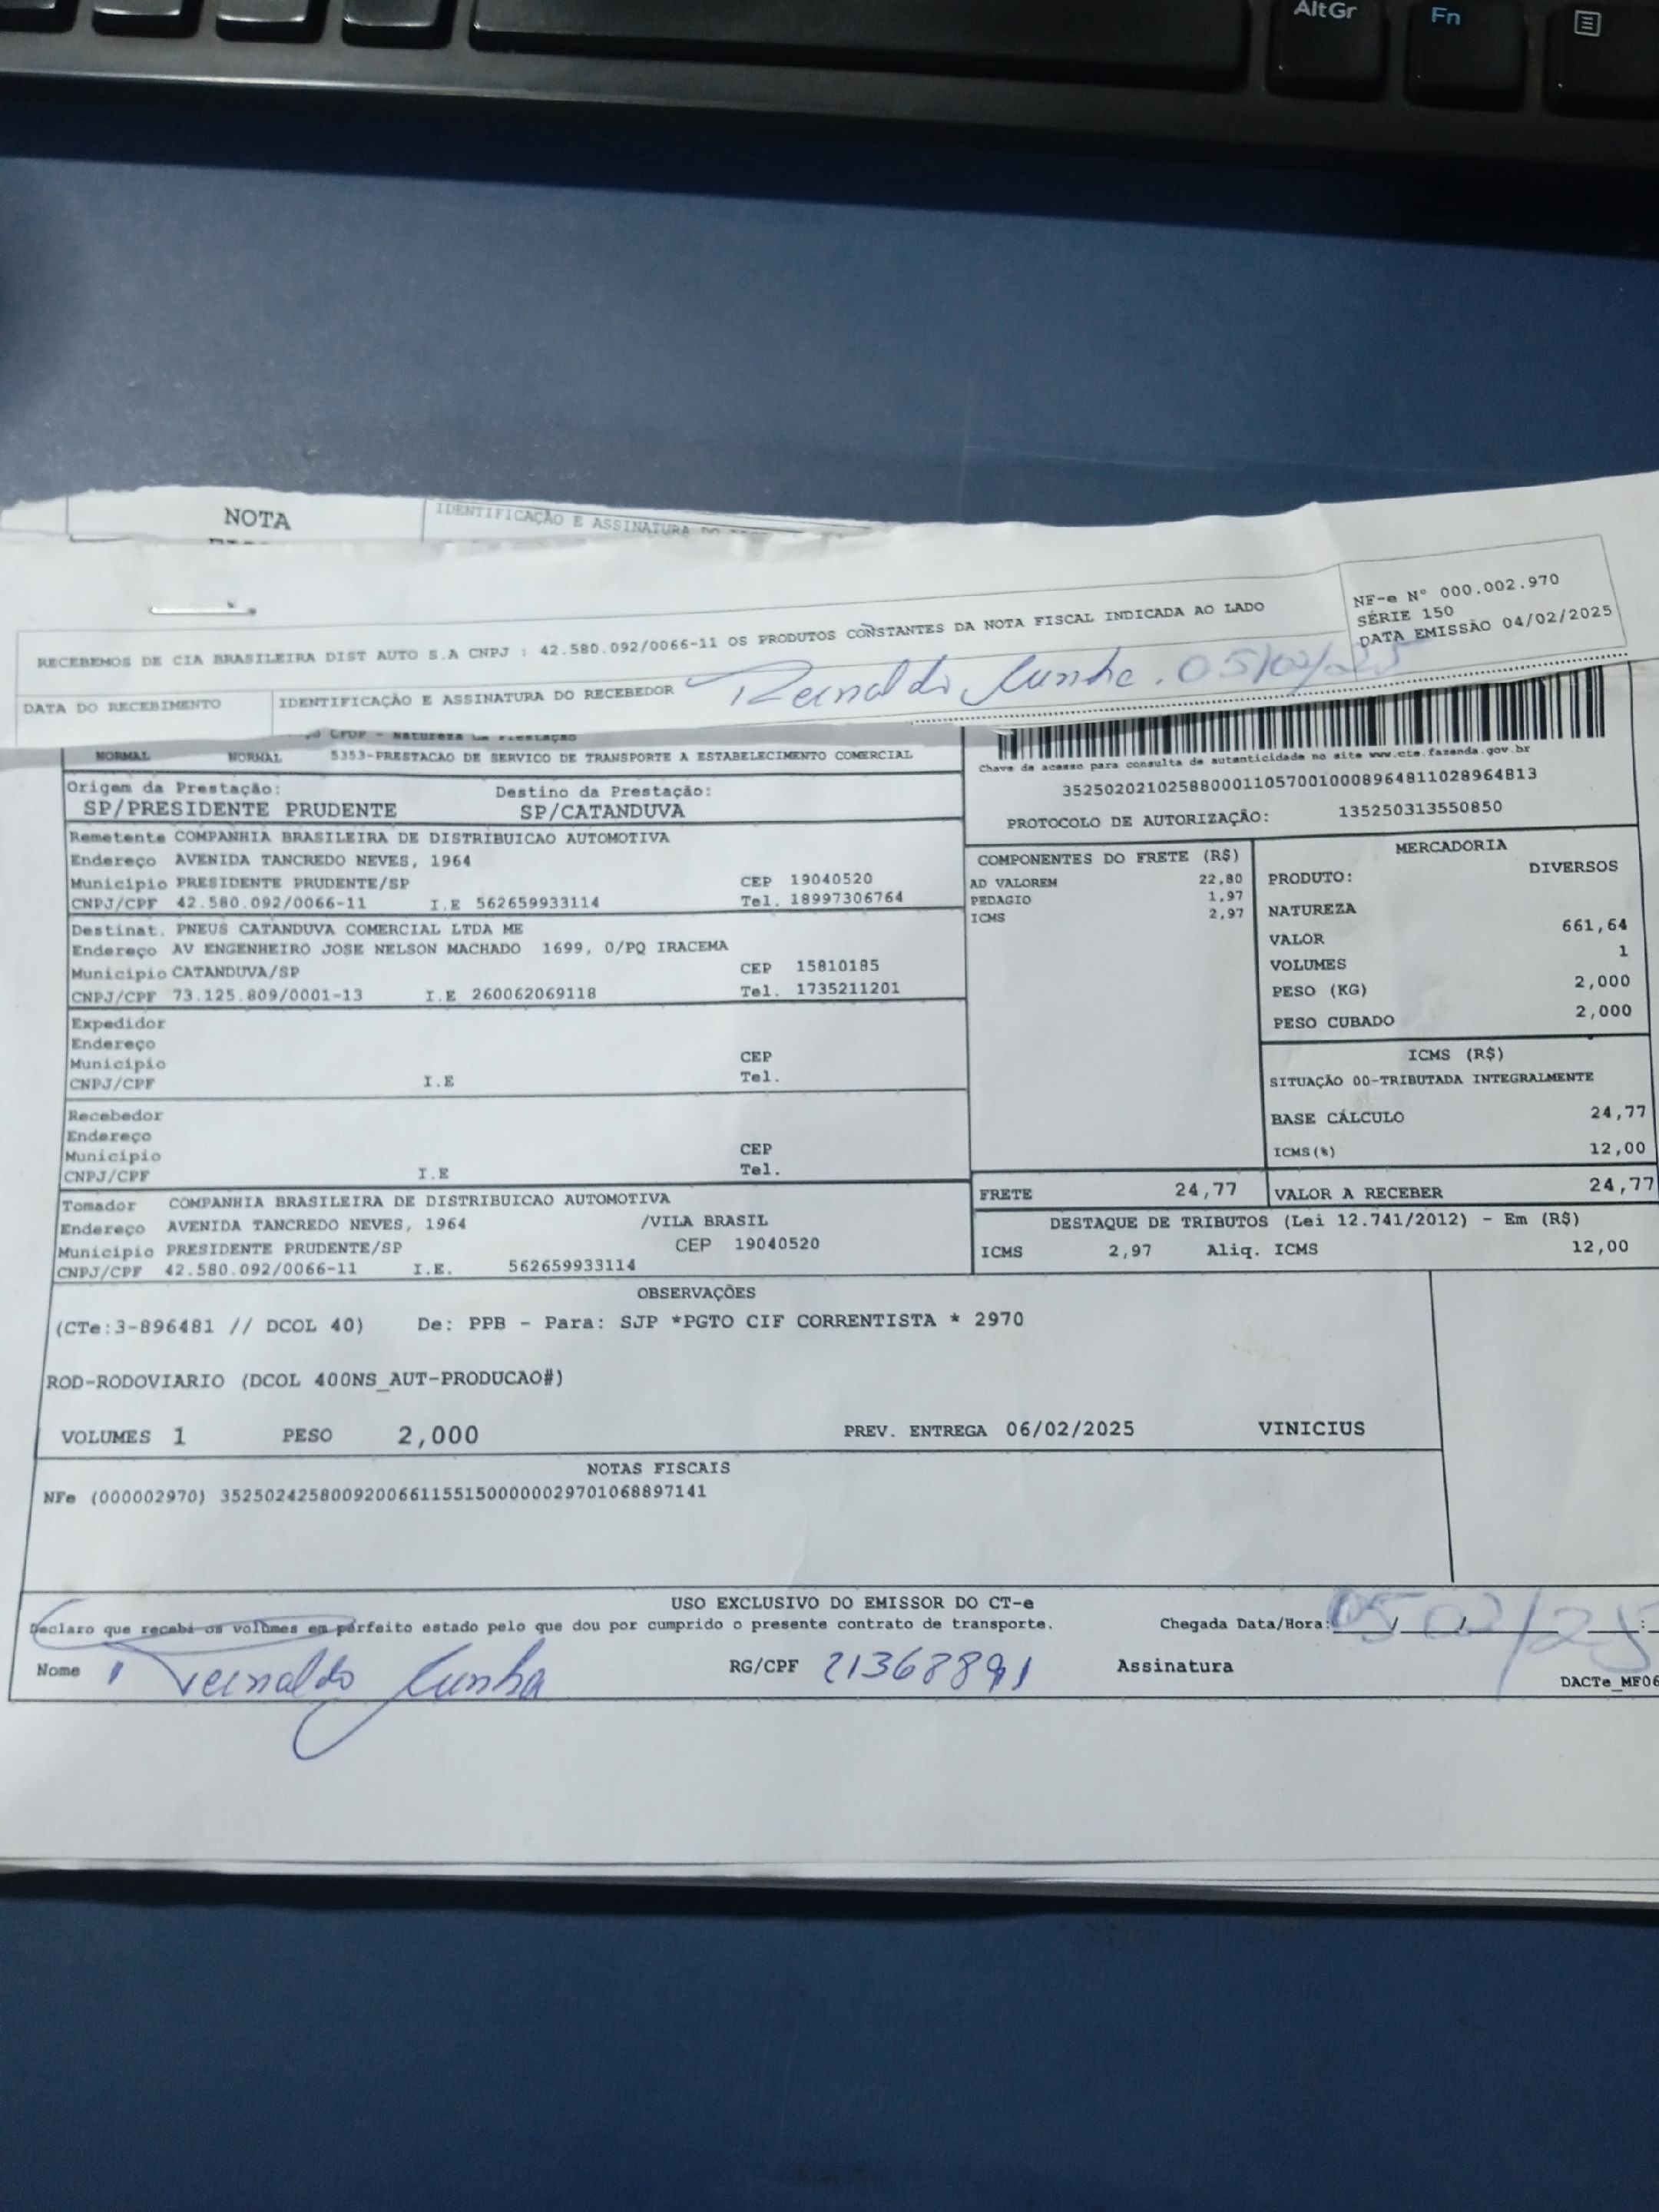 AltGr
Fn
NOTA
IDENTIFICAÇÃO E ASSINATURA DO
RECEBEMOS DE CIA BRASILEIRA DIST AUTO S.A CNPJ : 42.580.092/0066-11 OS PRODUTOS CONSTANTES DA NOTA FISCAL INDICADA AO LADO
NF-e Nº 000.002.970
SÉRIE 150
DATA EMISSÃO 04/02/2025
DATA DO RECEBIMENTO
IDENTIFICAÇÃO E ASSINATURA DO RECEBEDOR Reinaldo Cunha. 05/02/25
CFOP - Natureza da Prestação
NORMAL NORMAL 5353-PRESTACAO DE SERVICO DE TRANSPORTE A ESTABELECIMENTO COMERCIAL
Chave de acesso para consulta de autenticidade no site www.cte.fazenda.gov.br
35250202102588000110570010008964811028964813
PROTOCOLO DE AUTORIZAÇÃO: 135250313550850
Origem da Prestação: Destino da Prestação:
SP/PRESIDENTE PRUDENTE SP/CATANDUVA
Remetente COMPANHIA BRASILEIRA DE DISTRIBUICAO AUTOMOTIVA
Endereço AVENIDA TANCREDO NEVES, 1964
Municipio PRESIDENTE PRUDENTE/SP CEP 19040520
CNPJ/CPF 42.580.092/0066-11 I.E 562659933114 Tel. 18997306764
Destinat. PNEUS CATANDUVA COMERCIAL LTDA ME
Endereço AV ENGENHEIRO JOSE NELSON MACHADO 1699, 0/PQ IRACEMA
Municipio CATANDUVA/SP CEP 15810185
CNPJ/CPF 73.125.809/0001-13 I.E 260062069118 Tel. 1735211201
Expedidor
Endereço
Municipio CEP
CNPJ/CPF I.E Tel.
Recebedor
Endereço
Municipio CEP
CNPJ/CPF I.E Tel.
Tomador COMPANHIA BRASILEIRA DE DISTRIBUICAO AUTOMOTIVA
Endereço AVENIDA TANCREDO NEVES, 1964 /VILA BRASIL
Municipio PRESIDENTE PRUDENTE/SP CEP 19040520
CNPJ/CPF 42.580.092/0066-11 I.E. 562659933114
COMPONENTES DO FRETE (R$)
AD VALOREM 22,80
PEDAGIO 1,97
ICMS 2,97
MERCADORIA
PRODUTO: DIVERSOS
NATUREZA
VALOR 661,64
VOLUMES 1
PESO (KG) 2,000
PESO CUBADO 2,000
ICMS (R$)
SITUAÇÃO 00-TRIBUTADA INTEGRALMENTE
BASE CÁLCULO 24,77
ICMS(%) 12,00
FRETE 24,77 VALOR A RECEBER 24,77
DESTAQUE DE TRIBUTOS (Lei 12.741/2012) - Em (R$)
ICMS 2,97 Aliq. ICMS 12,00
OBSERVAÇÕES
(CTe:3-896481 // DCOL 40) De: PPB - Para: SJP *PGTO CIF CORRENTISTA * 2970
ROD-RODOVIARIO (DCOL 400NS_AUT-PRODUCAO#)
VOLUMES 1 PESO 2,000 PREV. ENTREGA 06/02/2025 VINICIUS
NOTAS FISCAIS
NFe (000002970) 35250242580092006611551500000029701068897141
USO EXCLUSIVO DO EMISSOR DO CT-e
Declaro que recebi os volumes em perfeito estado pelo que dou por cumprido o presente contrato de transporte. Chegada Data/Hora: 05/02/25
Nome Reinaldo Cunha RG/CPF 21368891 Assinatura
DACTe_MF06